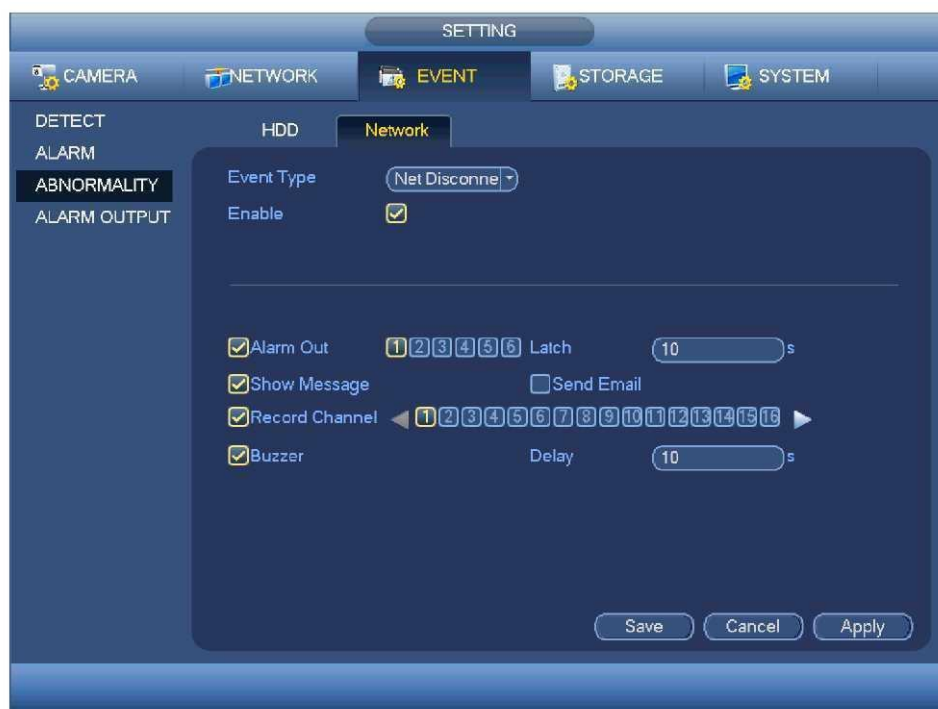 SETTING
CAMERA NETWORK EVENT STORAGE SYSTEM
DETECT
ALARM
ABNORMALITY
ALARM OUTPUT
HDD Network
Event Type Net Disconne
Enable
Alarm Out 1 2 3 4 5 6 Latch 10 s
Show Message Send Email
Record Channel 1 2 3 4 5 6 7 8 9 10 11 12 13 14 15 16
Buzzer Delay 10 s
Save Cancel Apply